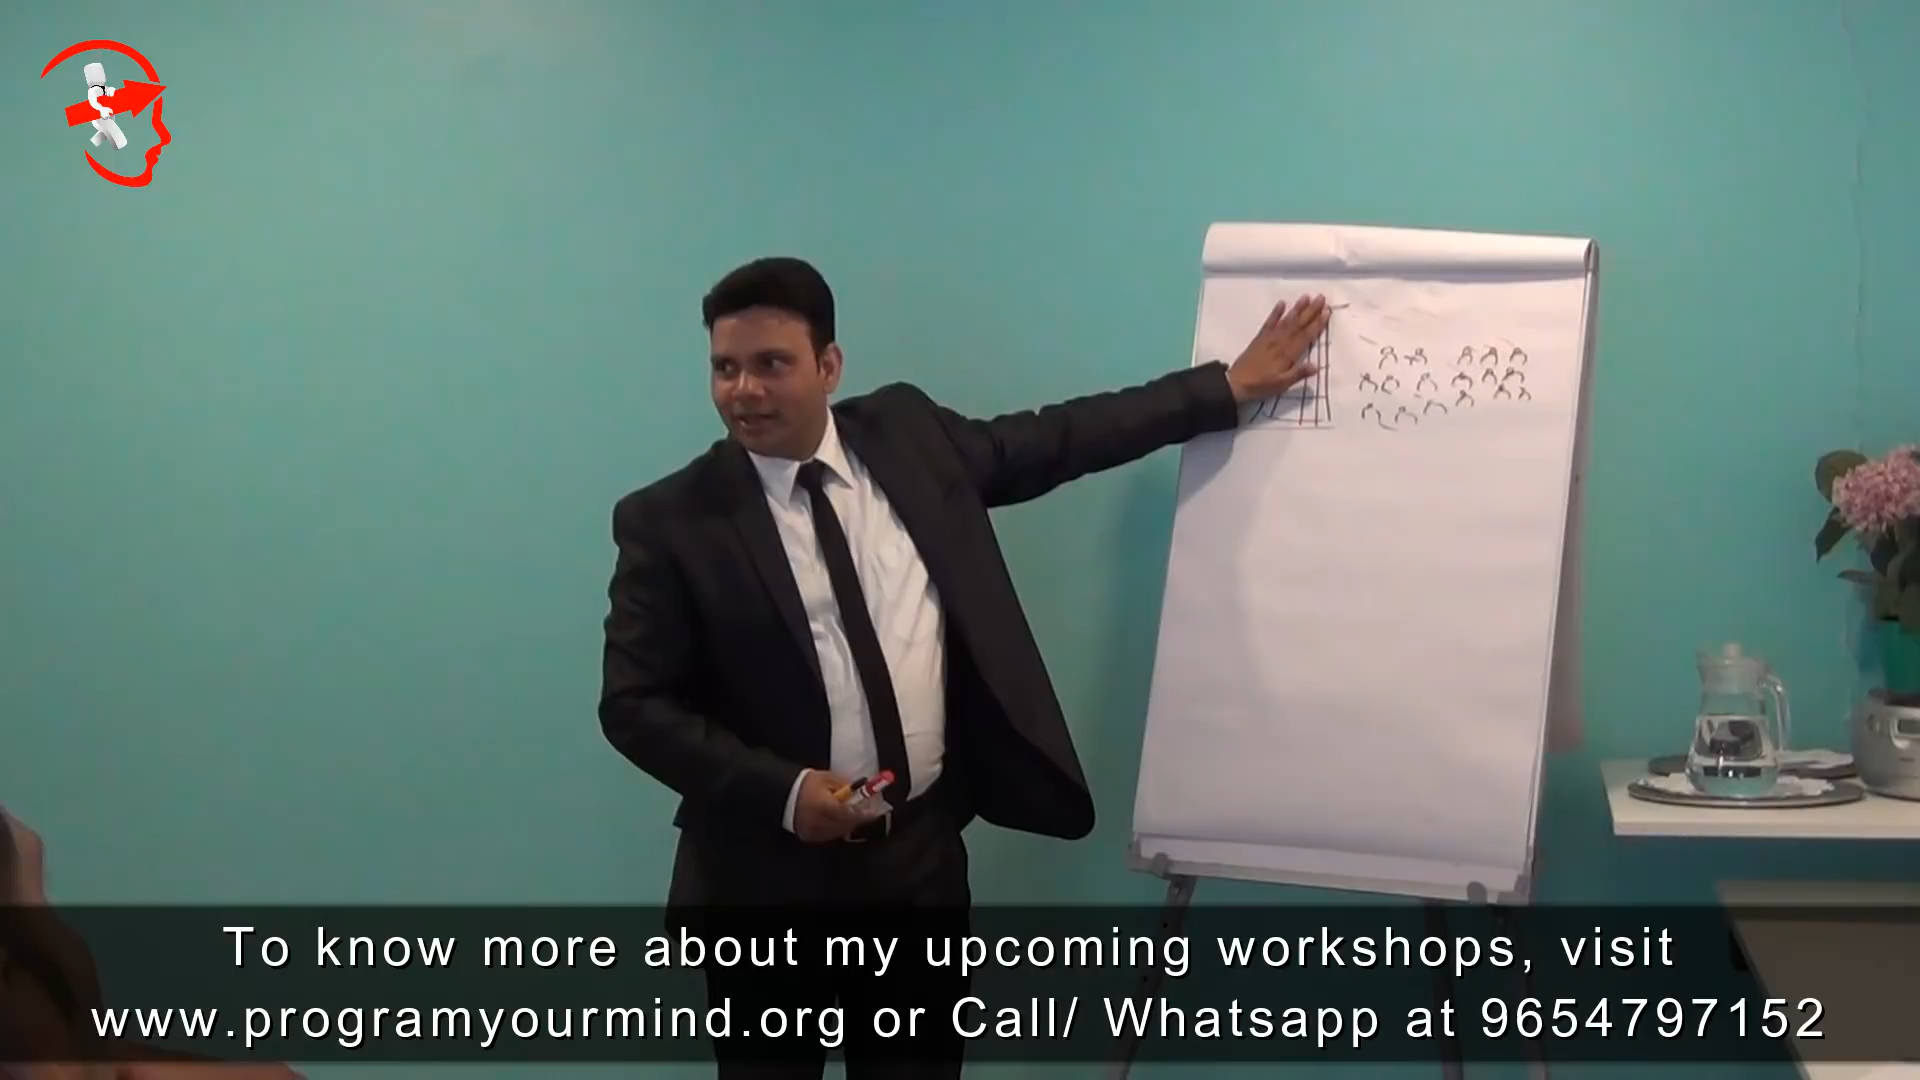 To know more about my upcoming workshops, visit
www.programyourmind.org or Call/ Whatsapp at 9654797152